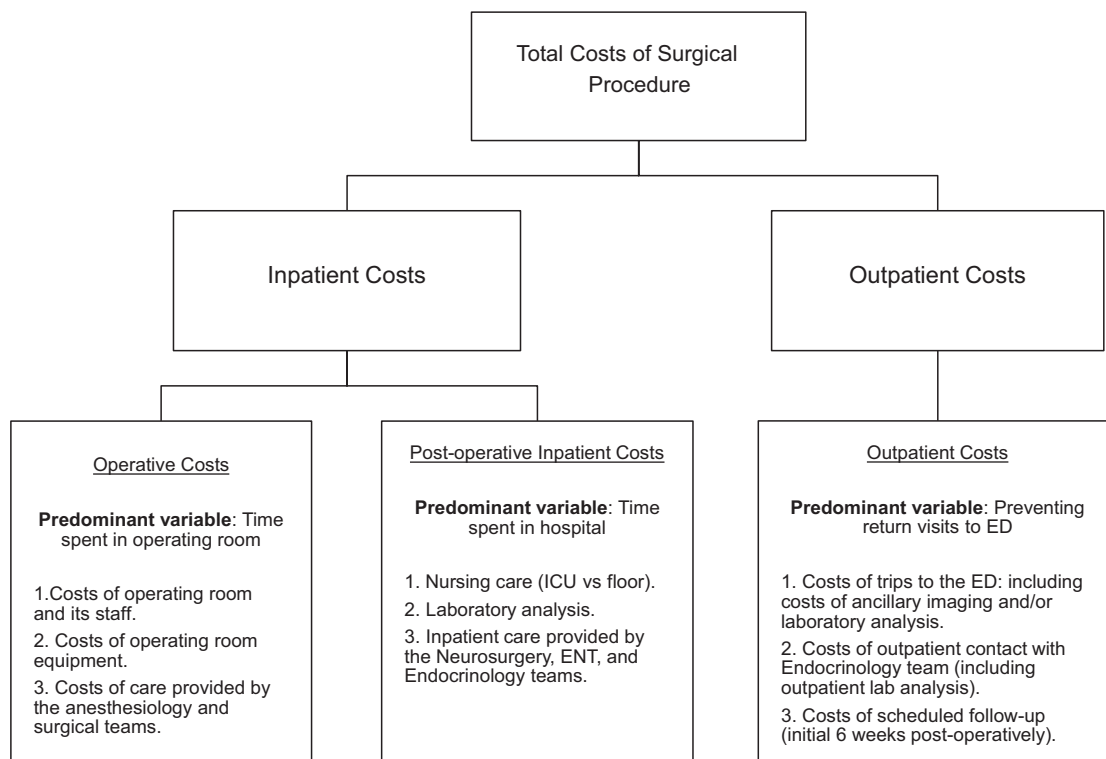 Total Costs of Surgical
Procedure
Inpatient Costs
Outpatient Costs
Operative Costs
Predominant variable: Time
spent in operating room
1.Costs of operating room
and its staff.
2. Costs of operating room
equipment.
3. Costs of care provided by
the anesthesiology and
surgical teams.
Post-operative Inpatient Costs
Predominant variable: Time
spent in hospital
1. Nursing care (ICU vs floor).
2. Laboratory analysis.
3. Inpatient care provided by
the Neurosurgery, ENT, and
Endocrinology teams.
Outpatient Costs
Predominant variable: Preventing
return visits to ED
1. Costs of trips to the ED: including
costs of ancillary imaging and/or
laboratory analysis.
2. Costs of outpatient contact with
Endocrinology team (including
outpatient lab analysis).
3. Costs of scheduled follow-up
(initial 6 weeks post-operatively).